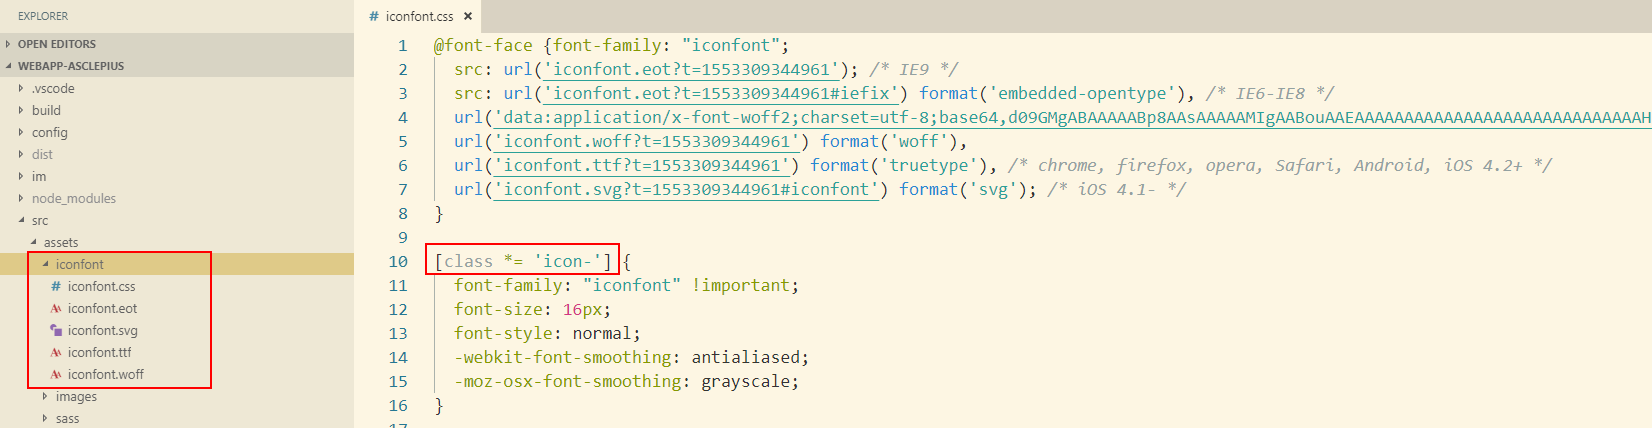 EXPLORER
OPEN EDITORS
WEBAPP-ASCLEPIUS
.vscode
build
config
dist
im
node_modules
src
assets
iconfont
# iconfont.css
iconfont.eot
iconfont.svg
iconfont.ttf
iconfont.woff
images
sass
# iconfont.css ×
1 @font-face {font-family: "iconfont";
2 src: url('iconfont.eot?t=1553309344961'); /* IE9 */
3 src: url('iconfont.eot?t=1553309344961#iefix') format('embedded-opentype'), /* IE6-IE8 */
4 url('data:application/x-font-woff2;charset=utf-8;base64,d09GMgABAAAAABp8AAsAAAAAMIgAABouAAEAAAAAAAAAAAAAAAAAAAAAAAAAAAAAH
5 url('iconfont.woff?t=1553309344961') format('woff'),
6 url('iconfont.ttf?t=1553309344961') format('truetype'), /* chrome, firefox, opera, Safari, Android, iOS 4.2+ */
7 url('iconfont.svg?t=1553309344961#iconfont') format('svg'); /* iOS 4.1- */
8 }
9
10 [class *= 'icon-'] {
11 font-family: "iconfont" !important;
12 font-size: 16px;
13 font-style: normal;
14 -webkit-font-smoothing: antialiased;
15 -moz-osx-font-smoothing: grayscale;
16 }
17